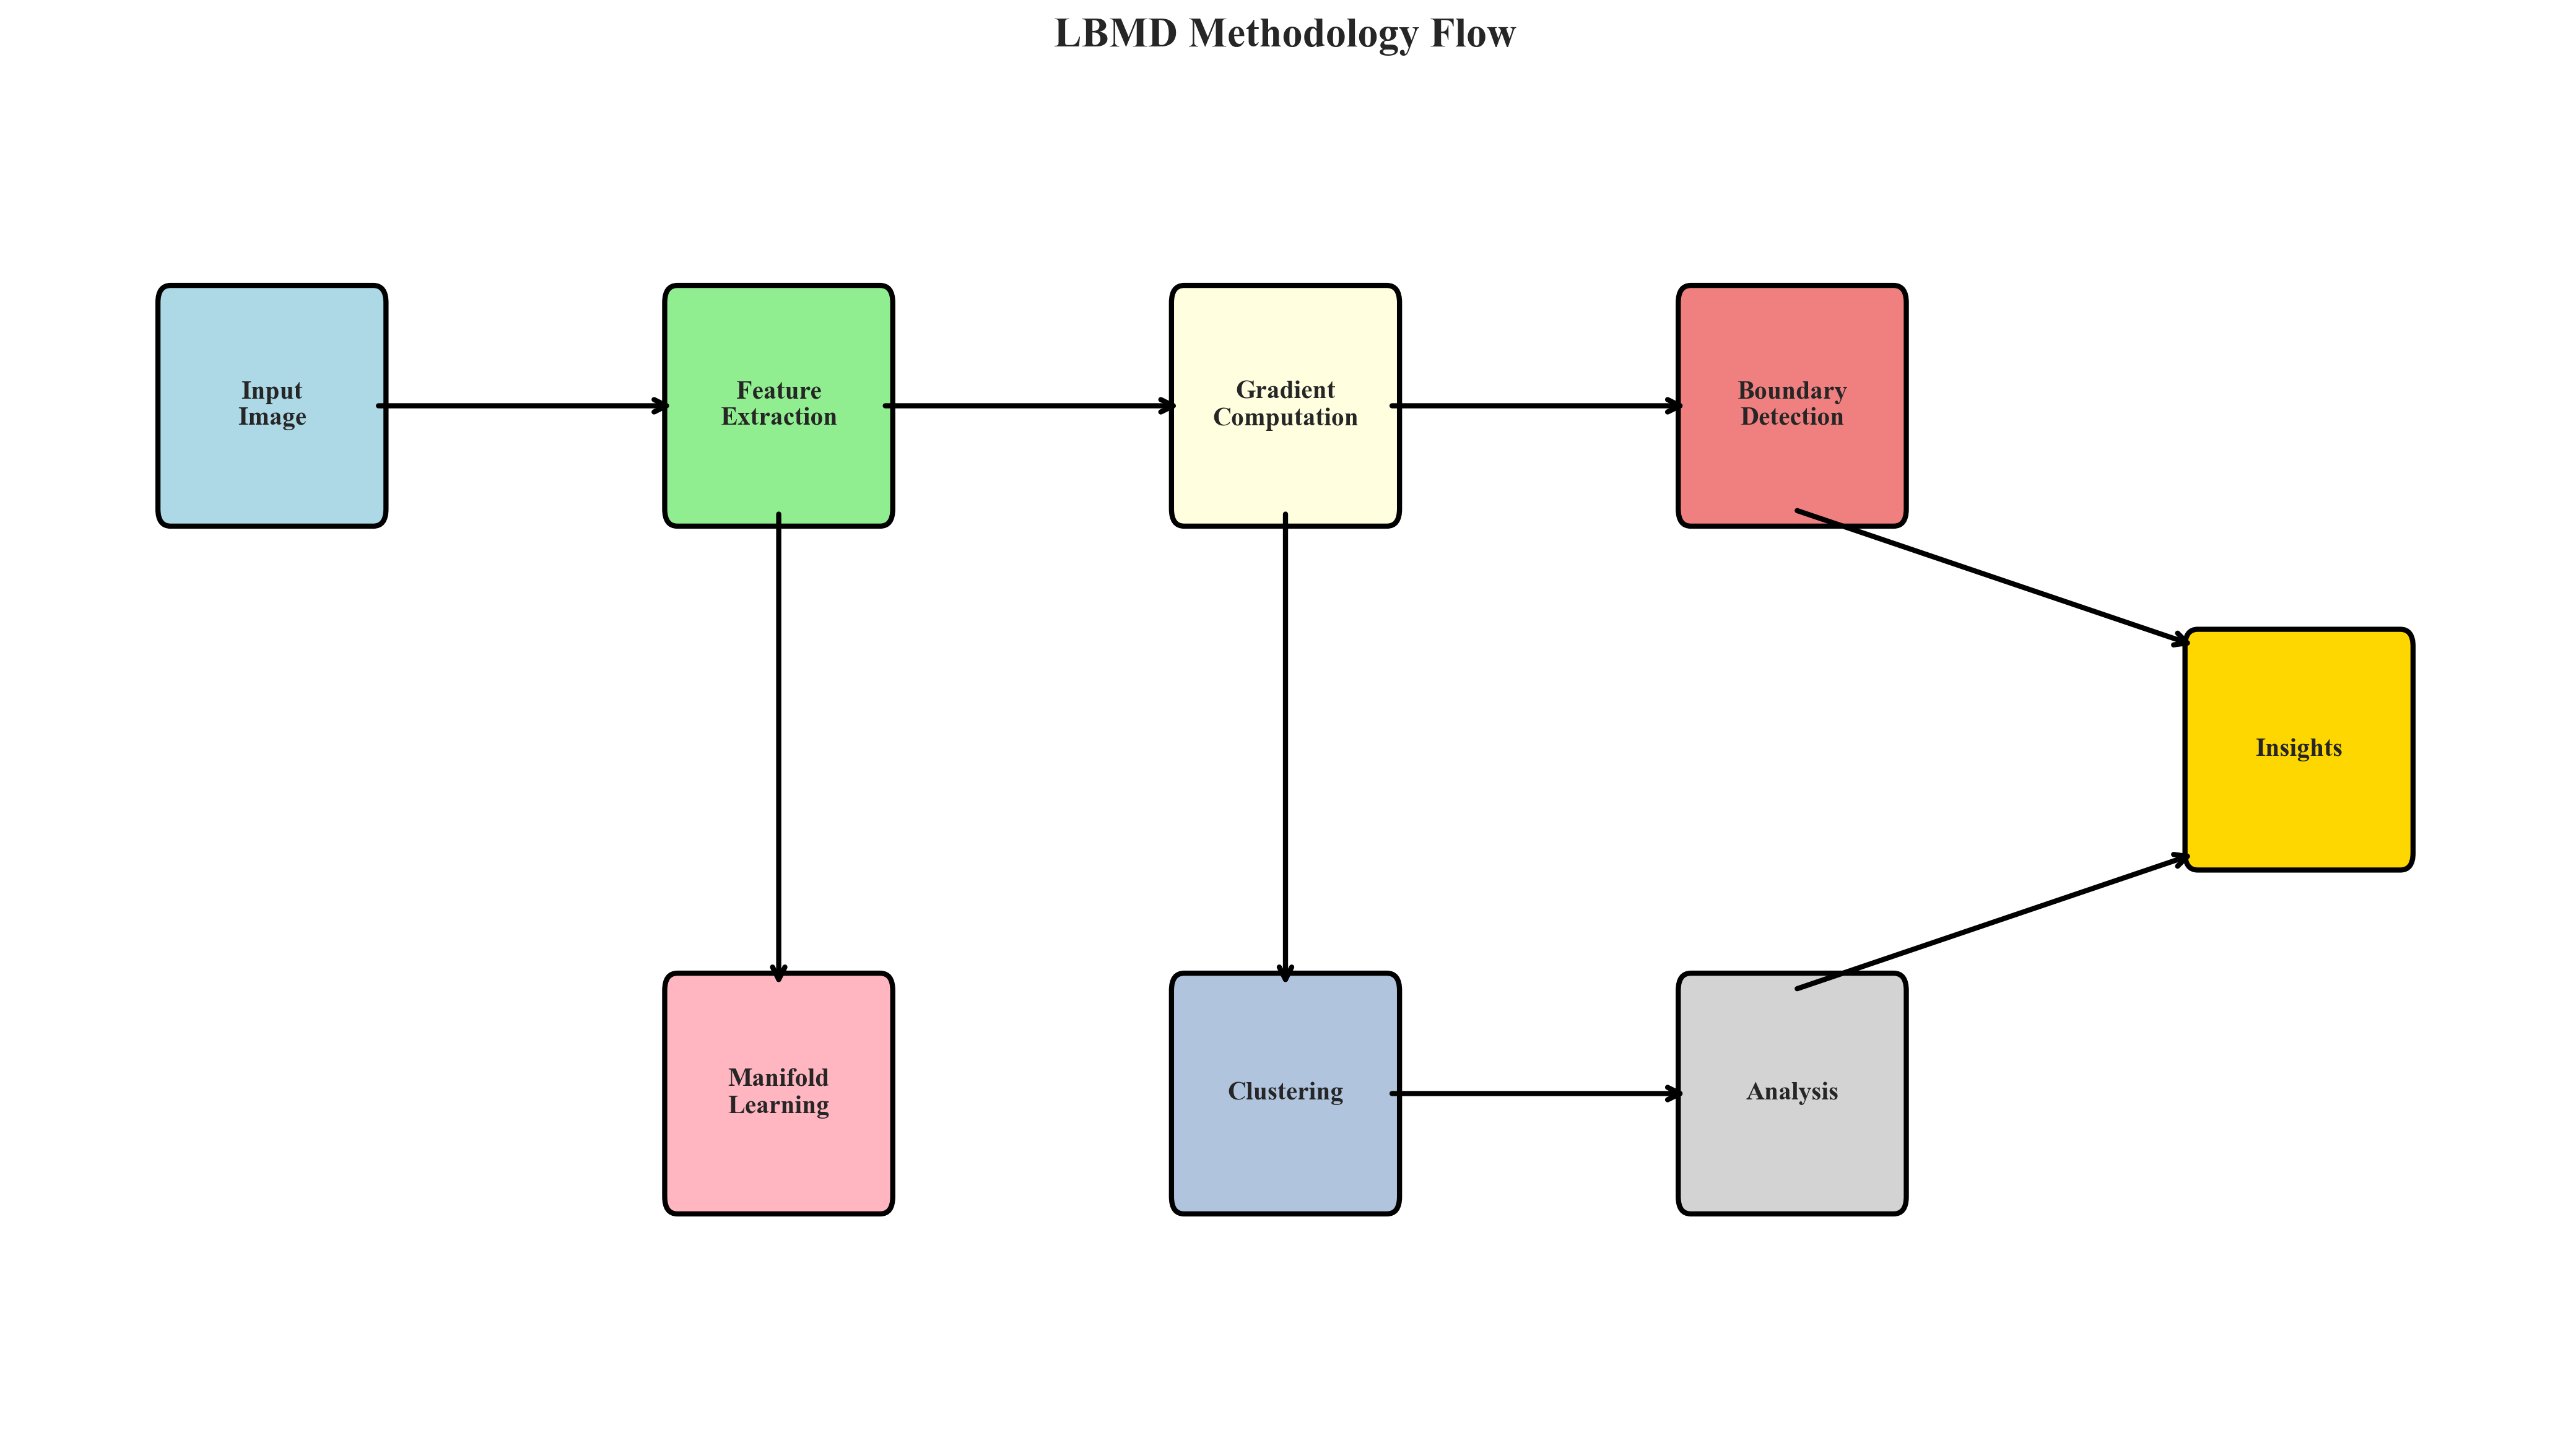 LBMD Methodology Flow
Input
Image
Feature
Extraction
Gradient
Computation
Boundary
Detection
Insights
Manifold
Learning
Clustering
Analysis